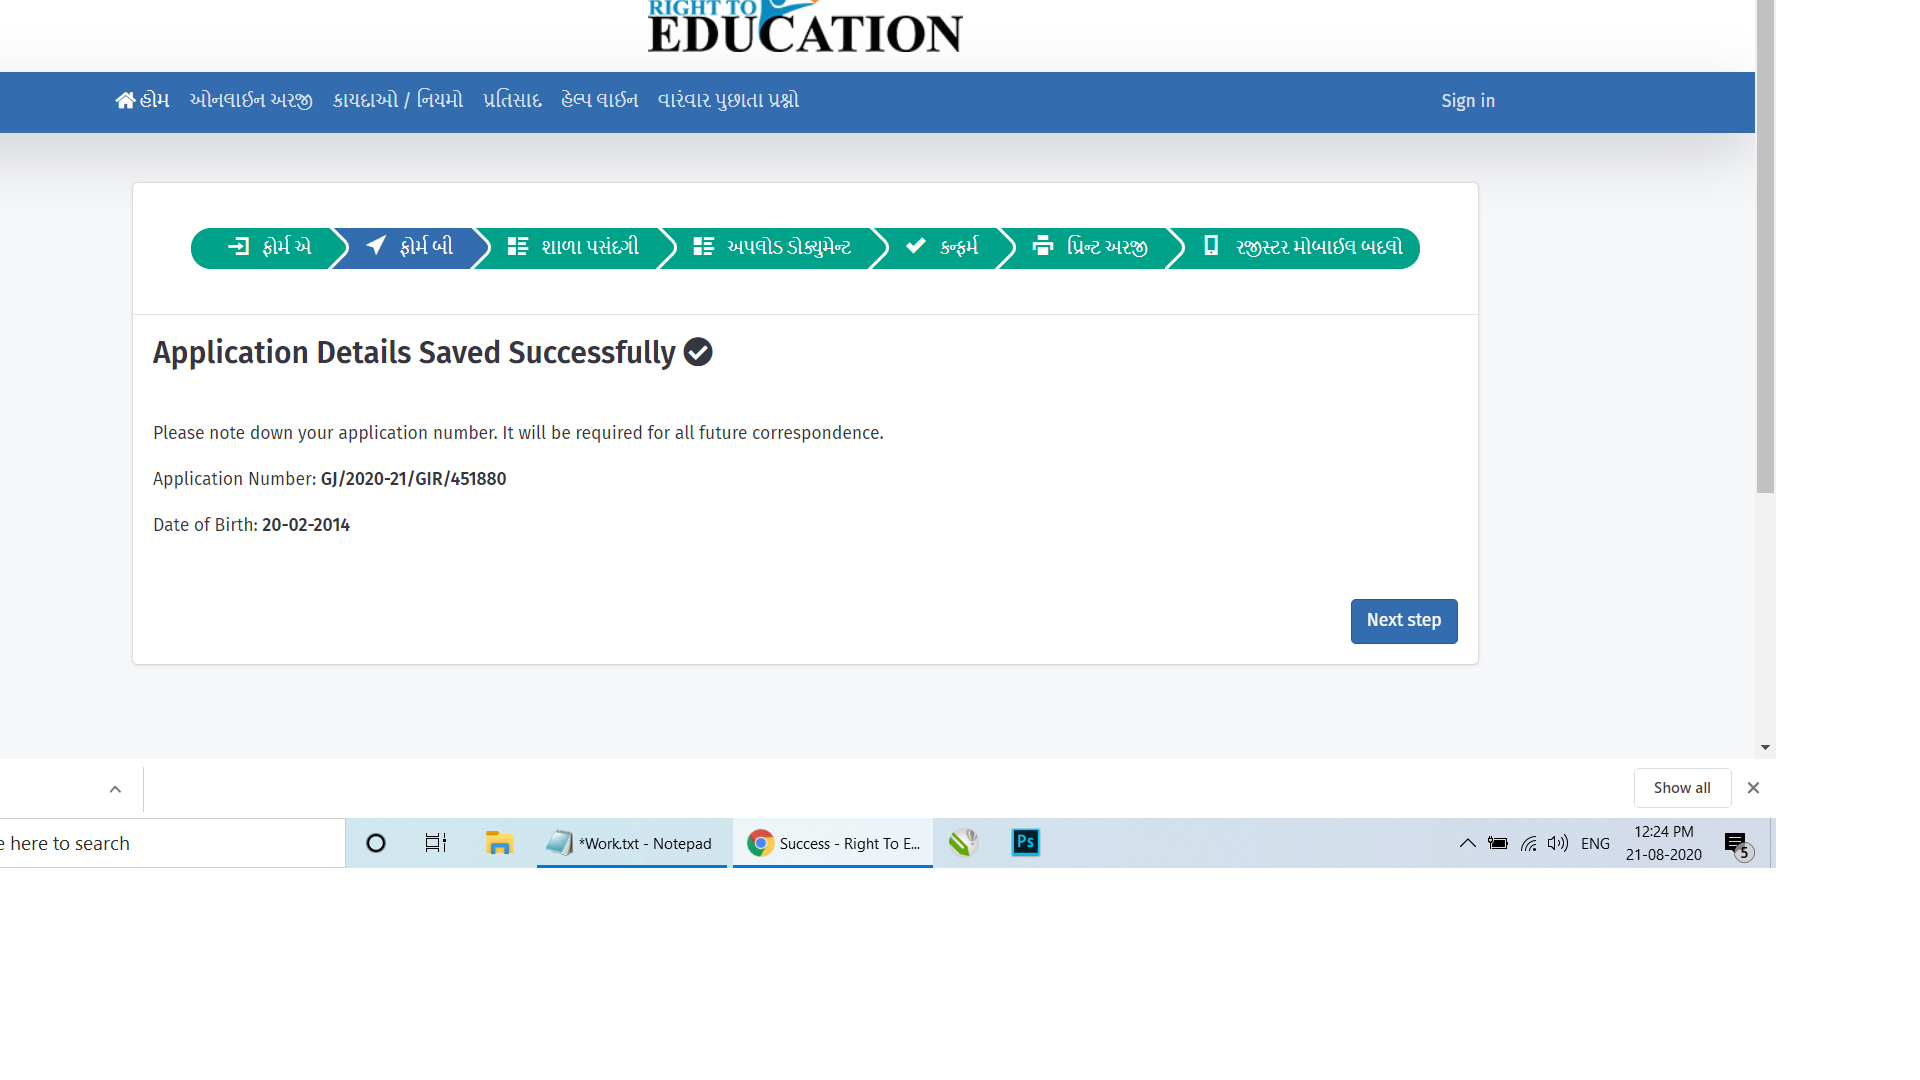 RIGHT TO
EDUCATION
હોમ ઓનલાઈન અરજી કાયદાઓ / નિયમો પ્રતિસાદ હેલ્પ લાઈન વારંવાર પુછાતા પ્રશ્નો Sign in
ફોર્મ એ ફોર્મ બી શાળા પસંદગી અપલોડ ડોક્યુમેન્ટ કન્ફર્મ પ્રિન્ટ અરજી રજીસ્ટર મોબાઈલ બદલો
Application Details Saved Successfully
Please note down your application number. It will be required for all future correspondence.
Application Number: GJ/2020-21/GIR/451880
Date of Birth: 20-02-2014
Next step
Show all
e here to search
*Work.txt - Notepad
Success - Right To E...
Ps
ENG
12:24 PM
21-08-2020
5